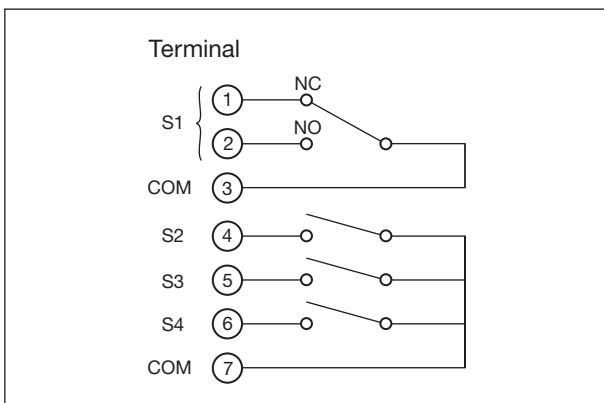 Terminal
S1 1 NC
2 NO
COM 3
S2 4
S3 5
S4 6
COM 7